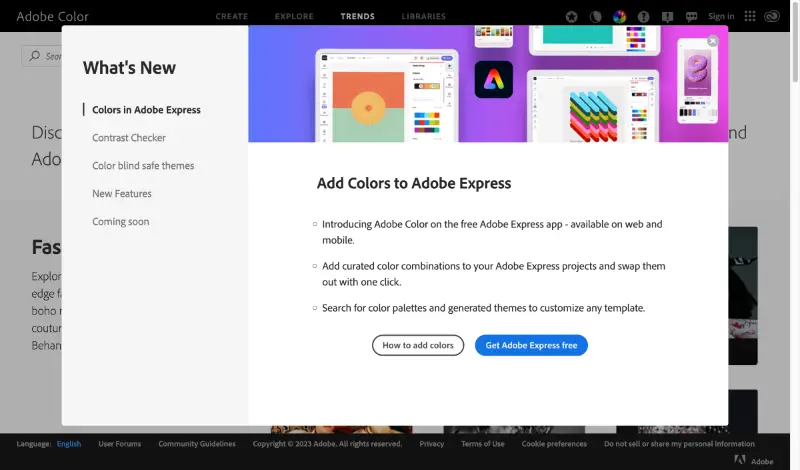 Adobe Color
CREATE
EXPLORE
TRENDS
LIBRARIES
Sign in
Disc
and
Ado
Fas
Explor
edge fa
boho
coutu
Behan
What's New
Colors in Adobe Express
Contrast Checker
Color blind safe themes
New Features
Coming soon
Add Colors to Adobe Express
Introducing Adobe Color on the free Adobe Express app - available on web and
mobile.
Add curated color combinations to your Adobe Express projects and swap them
out with one click.
Search for color palettes and generated themes to customize any template.
How to add colors
Get Adobe Express free
Language: English
User Forums
Community Guidelines
Copyright © 2023 Adobe. All rights reserved.
Privacy
Terms of Use
Cookie preferences
Do not sell or share my personal information
Adobe